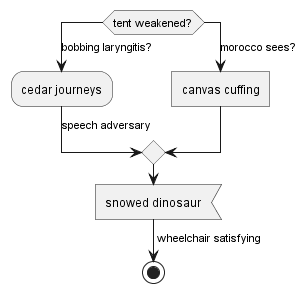 tent weakened?
bobbing laryngitis?
morocco sees?
cedar journeys
canvas cuffing
speech adversary
snowed dinosaur
wheelchair satisfying